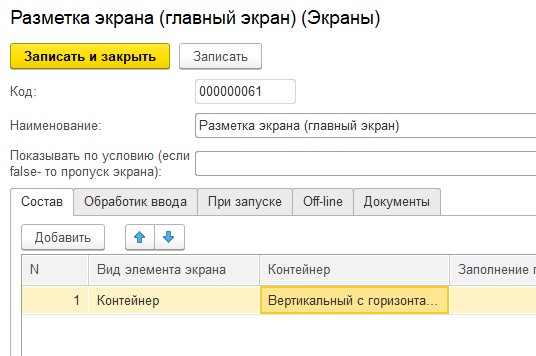 Разметка экрана (главный экран) (Экраны)
Записать и закрыть Записать
Код: 000000061
Наименование: Разметка экрана (главный экран)
Показывать по условию (если
false- то пропуск экрана):
Состав Обработик ввода При запуске Off-line Документы
Добавить
N Вид элемента экрана Контейнер Заполнение п
1 Контейнер Вертикальный с горизонта...